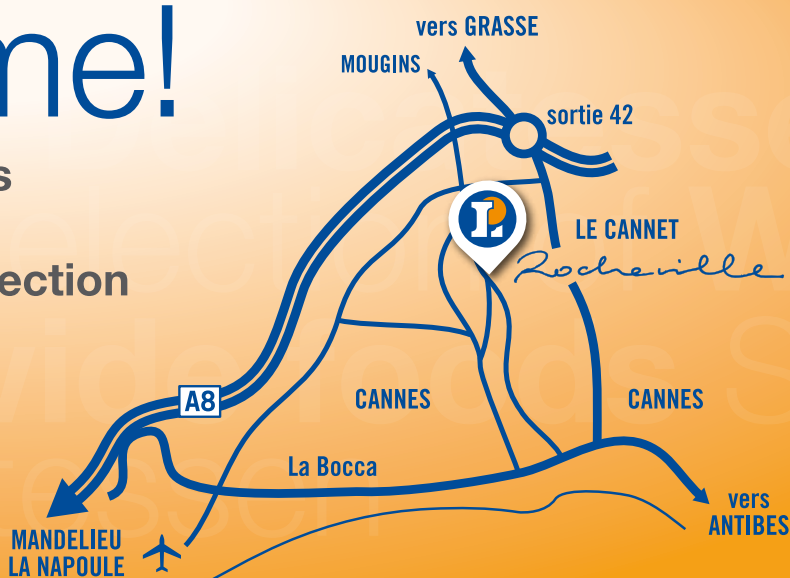 me!
s
ection
vers GRASSE
MOUGINS
sortie 42
L
LE CANNET
Rocheville
A8
CANNES
CANNES
La Bocca
vers
ANTIBES
MANDELIEU
LA NAPOULE